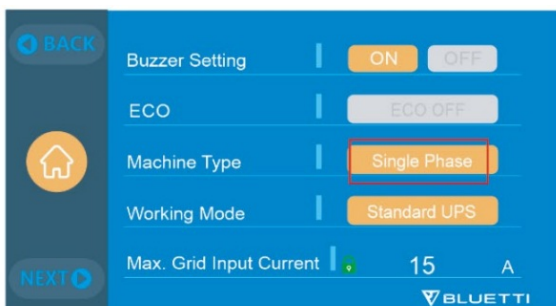 BACK
Buzzer Setting ON OFF
ECO ECO OFF
Machine Type Single Phase
Working Mode Standard UPS
Max. Grid Input Current 15 A
NEXT
BLUETTI